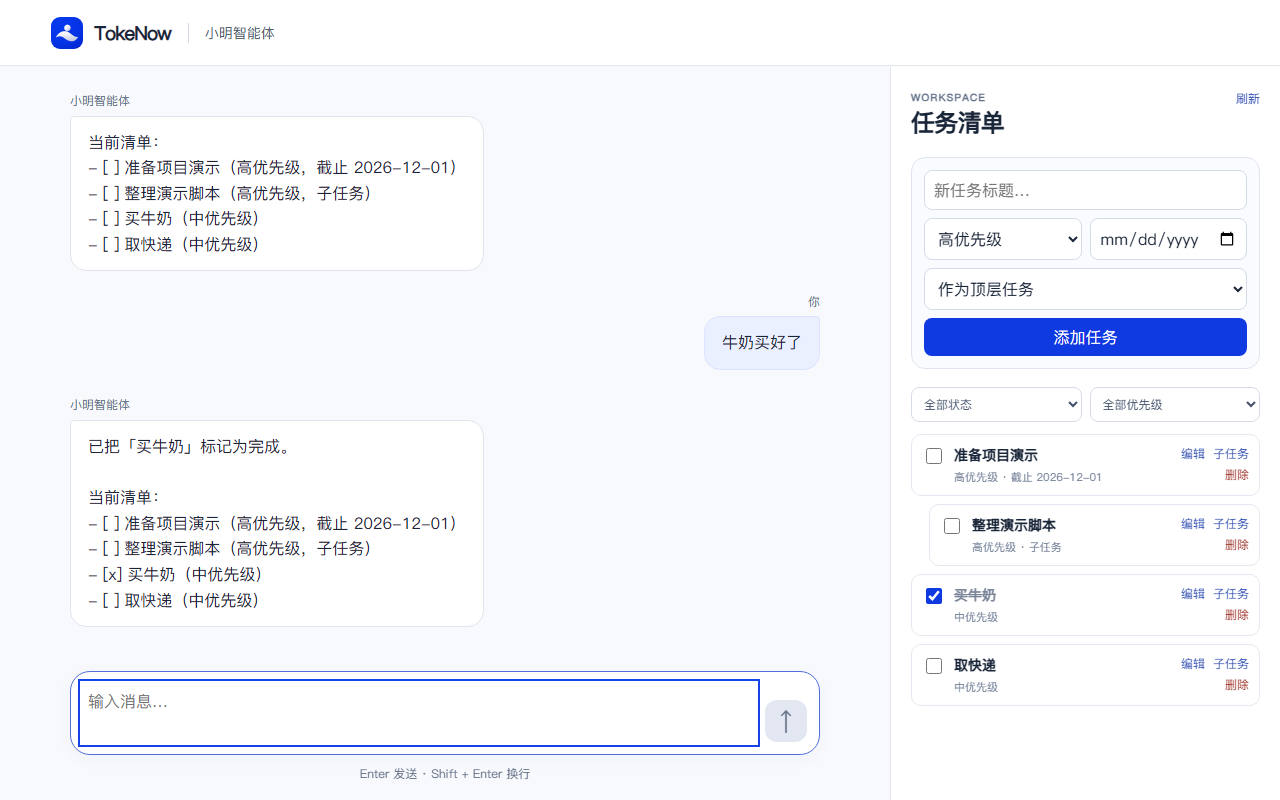 TokeNow
小明智能体
小明智能体
当前清单：
- [ ] 准备项目演示（高优先级，截止 2026-12-01）
- [ ] 整理演示脚本（高优先级，子任务）
- [ ] 买牛奶（中优先级）
- [ ] 取快递（中优先级）
你
牛奶买好了
小明智能体
已把「买牛奶」标记为完成。
当前清单：
- [ ] 准备项目演示（高优先级，截止 2026-12-01）
- [ ] 整理演示脚本（高优先级，子任务）
- [x] 买牛奶（中优先级）
- [ ] 取快递（中优先级）
输入消息…
Enter 发送 · Shift + Enter 换行
WORKSPACE
刷新
任务清单
新任务标题…
高优先级
mm/dd/yyyy
作为顶层任务
添加任务
全部状态
全部优先级
准备项目演示
编辑 子任务
高优先级 · 截止 2026-12-01
删除
整理演示脚本
编辑 子任务
高优先级 · 子任务
删除
买牛奶
编辑 子任务
中优先级
删除
取快递
编辑 子任务
中优先级
删除